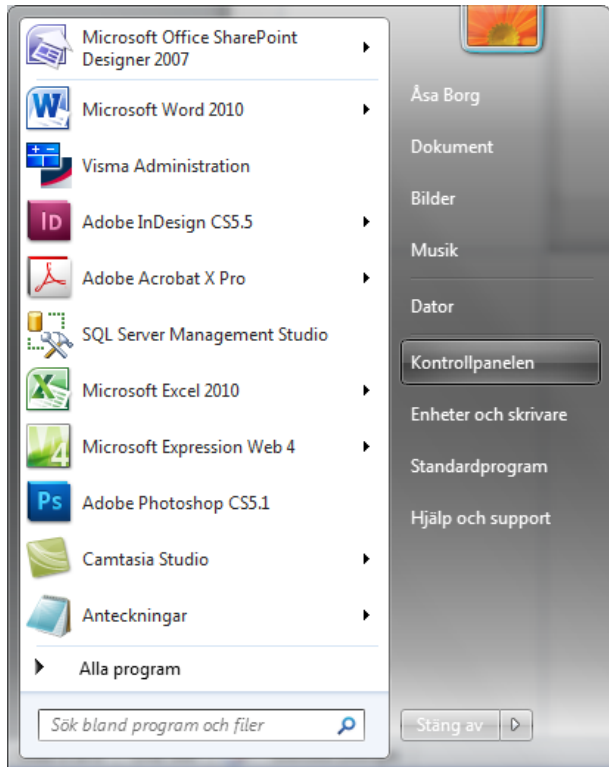 Microsoft Office SharePoint
Designer 2007
Microsoft Word 2010
Visma Administration
Adobe InDesign CS5.5
Adobe Acrobat X Pro
SQL Server Management Studio
Microsoft Excel 2010
Microsoft Expression Web 4
Adobe Photoshop CS5.1
Camtasia Studio
Anteckningar
Alla program
Sök bland program och filer
Åsa Borg
Dokument
Bilder
Musik
Dator
Kontrollpanelen
Enheter och skrivare
Standardprogram
Hjälp och support
Stäng av